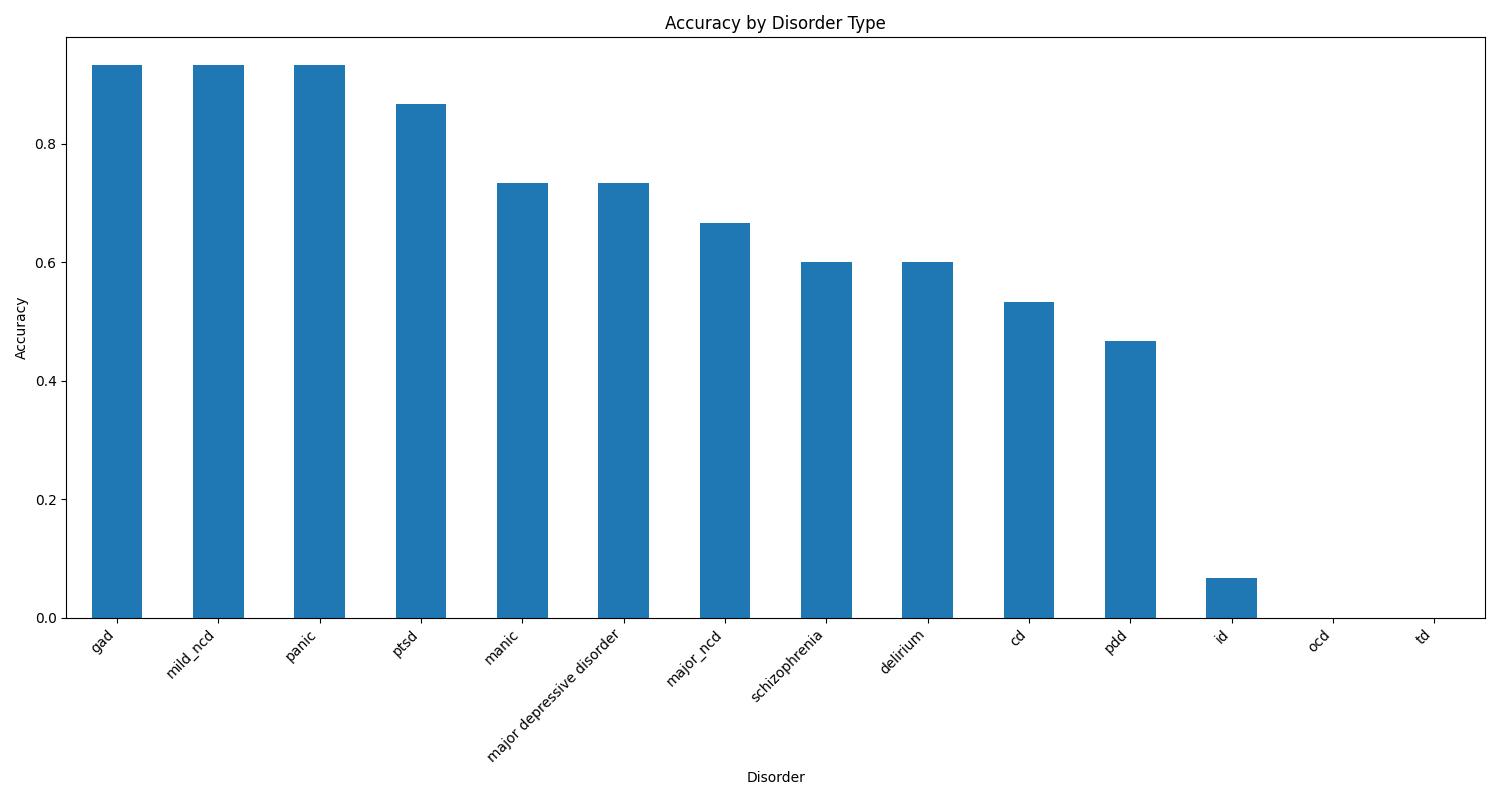 Accuracy by Disorder Type
Accuracy
0.8
0.6
0.4
0.2
0.0
gad
mild_ncd
panic
ptsd
manic
major depressive disorder
major_ncd
schizophrenia
delirium
cd
pdd
id
ocd
td
Disorder